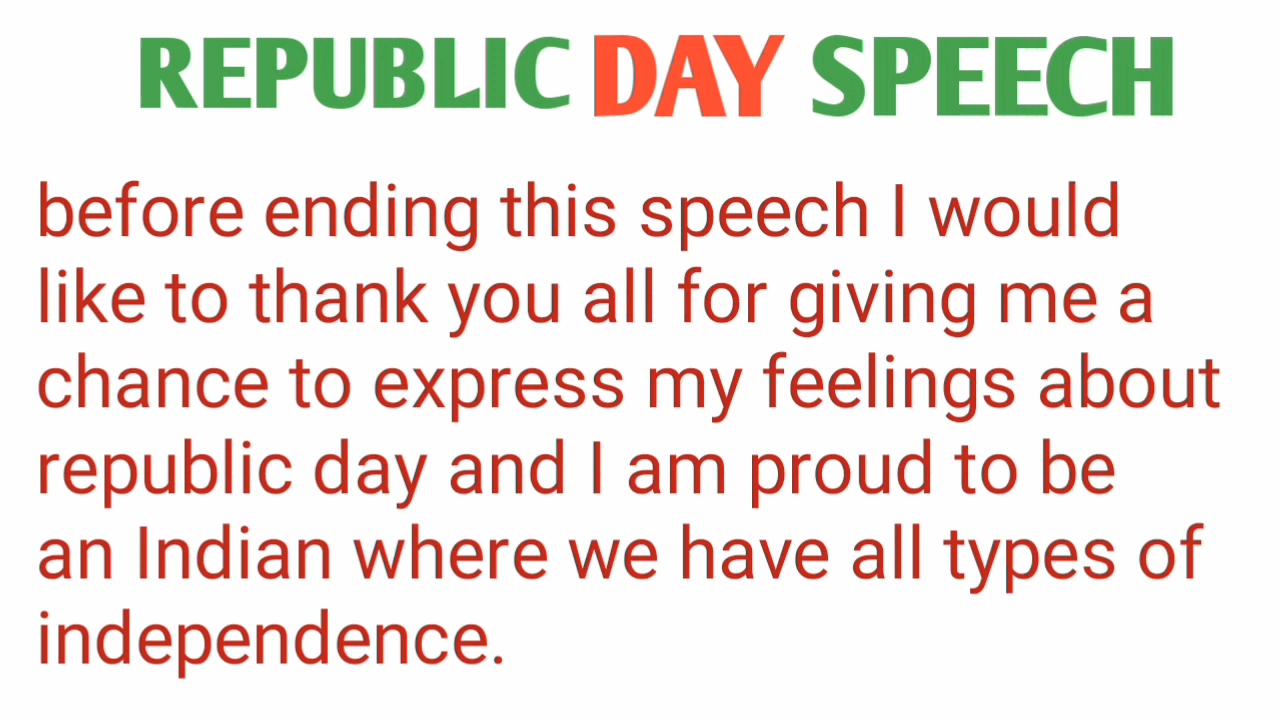 REPUBLIC DAY SPEECH
before ending this speech I would
like to thank you all for giving me a
chance to express my feelings about
republic day and I am proud to be
an Indian where we have all types of
independence.